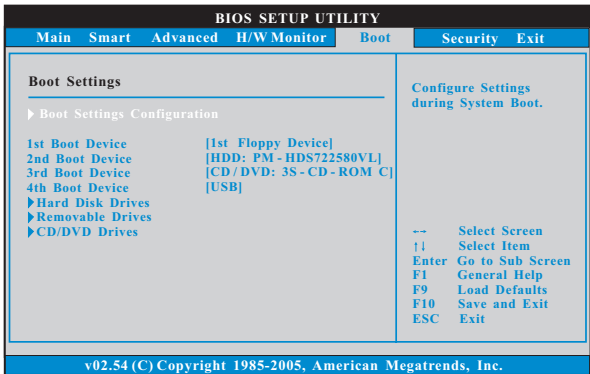 BIOS SETUP UTILITY
Main Smart Advanced H/W Monitor Boot Security Exit
Boot Settings
Boot Settings Configuration
1st Boot Device [1st Floppy Device]
2nd Boot Device [HDD: PM - HDS722580VL]
3rd Boot Device [CD / DVD: 3S - CD - ROM C]
4th Boot Device [USB]
Hard Disk Drives
Removable Drives
CD/DVD Drives
Configure Settings
during System Boot.
←→ Select Screen
↑↓ Select Item
Enter Go to Sub Screen
F1 General Help
F9 Load Defaults
F10 Save and Exit
ESC Exit
v02.54 (C) Copyright 1985-2005, American Megatrends, Inc.